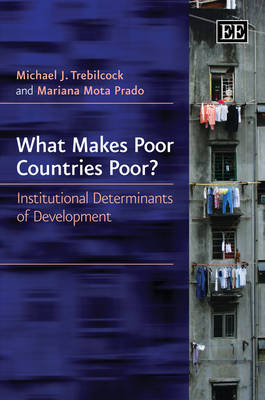 EE
Michael J. Trebilcock
and Mariana Mota Prado
What Makes Poor
Countries Poor?
Institutional Determinants
of Development